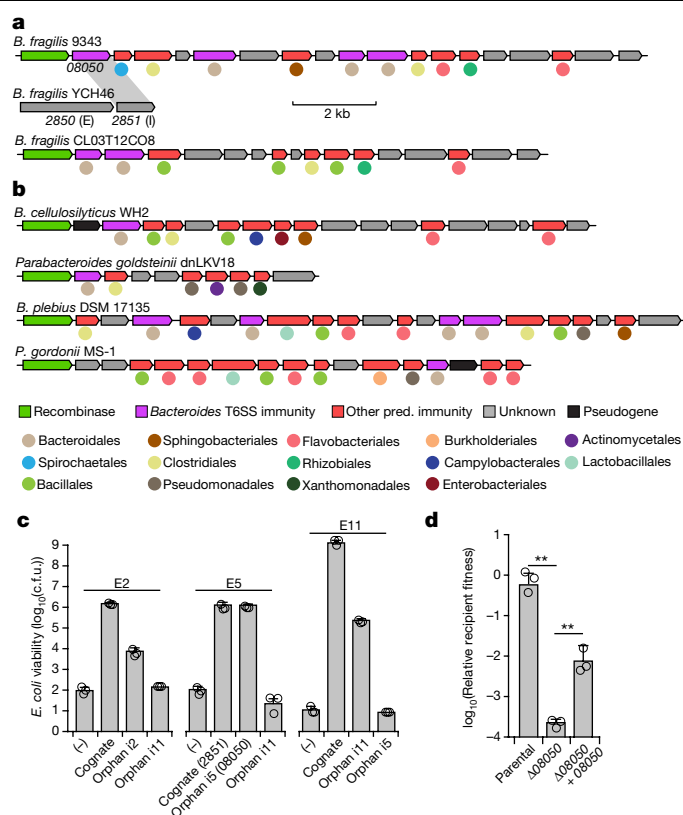 a
B. fragilis 9343
08050
B. fragilis YCH46
2850 (E) 2851 (I)
2 kb
B. fragilis CL03T12CO8
b
B. cellulosilyticus WH2
Parabacteroides goldsteinii dnLKV18
B. plebius DSM 17135
P. gordonii MS-1
Recombinase Bacteroides T6SS immunity Other pred. immunity Unknown Pseudogene
Bacteroidales Sphingobacteriales Flavobacteriales Burkholderiales Actinomycetales
Spirochaetales Clostridiales Rhizobiales Campylobacterales Lactobacillales
Bacillales Pseudomonadales Xanthomonadales Enterobacteriales
c
E. coli viability (log10(c.f.u.))
9
8
7
6
5
4
3
2
1
0
E2 E5 E11
(–) Cognate Orphan i2 Orphan i11
(–) Cognate (2851) Orphan i5 (08050) Orphan i11
(–) Cognate Orphan i11 Orphan i5
d
log10(Relative recipient fitness)
1
0
–1
–2
–3
–4
** **
Parental Δ08050 Δ08050 + 08050